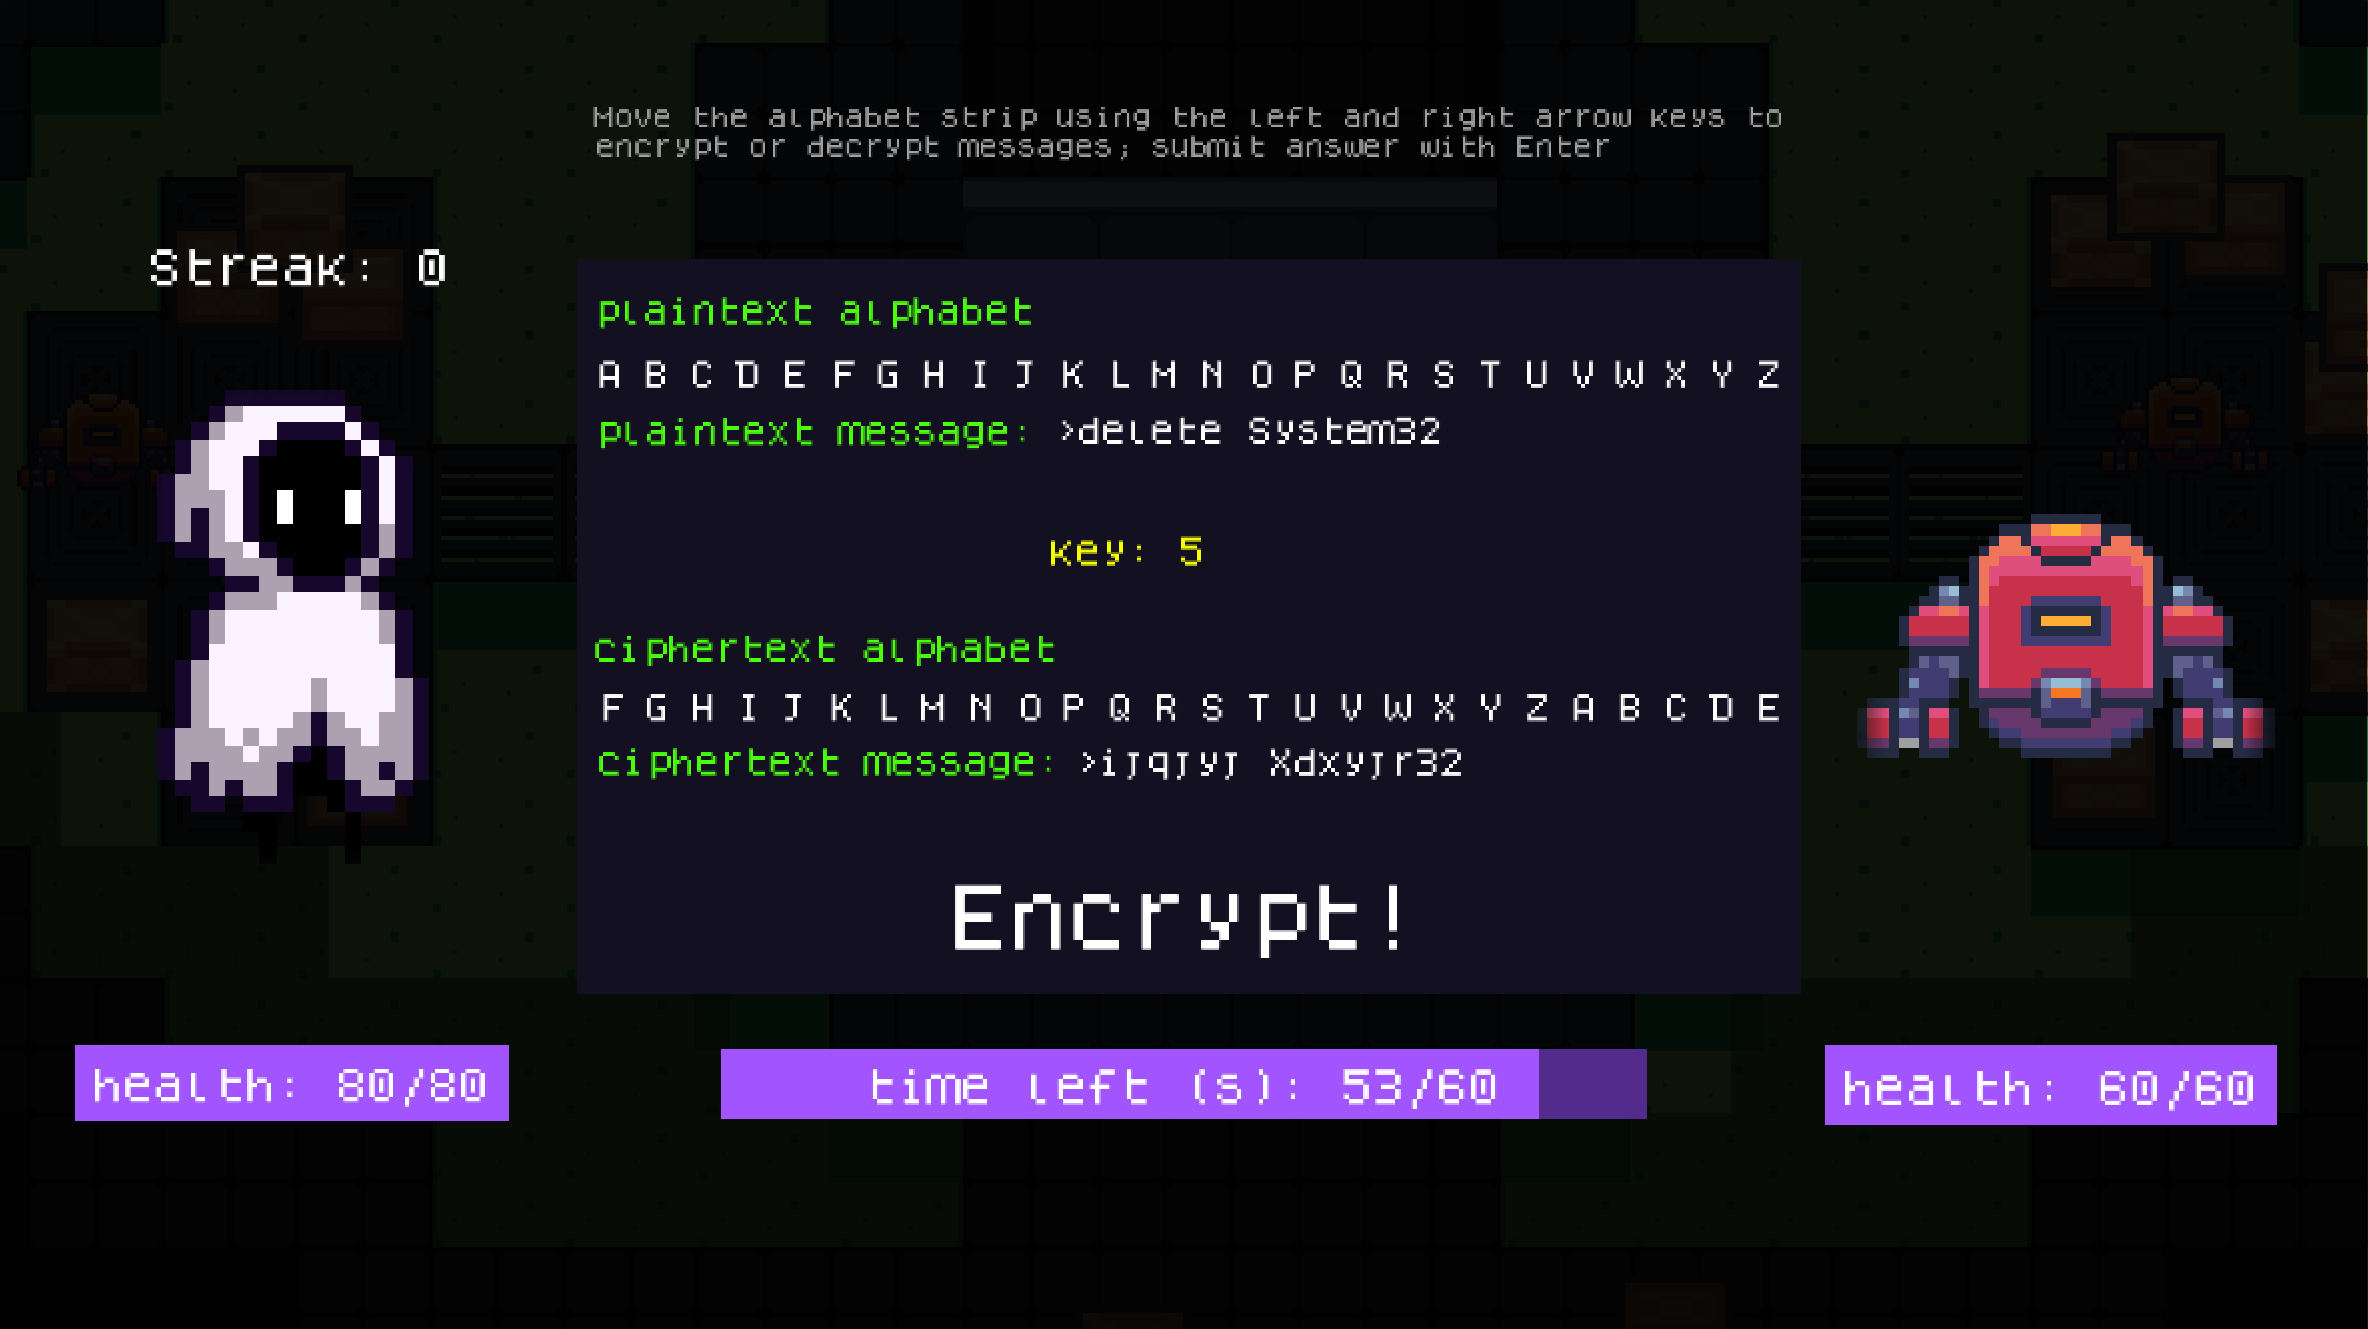 Move the alphabet strip using the left and right arrow keys to
encrypt or decrypt messages; submit answer with Enter
Streak: 0
plaintext alphabet
A B C D E F G H I J K L M N O P Q R S T U V W X Y Z
plaintext message: >delete System32
key: 5
ciphertext alphabet
F G H I J K L M N O P Q R S T U V W X Y Z A B C D E
ciphertext message: >ijqjyj Xdxyjr32
Encrypt!
health: 80/80
time left (s): 53/60
health: 60/60